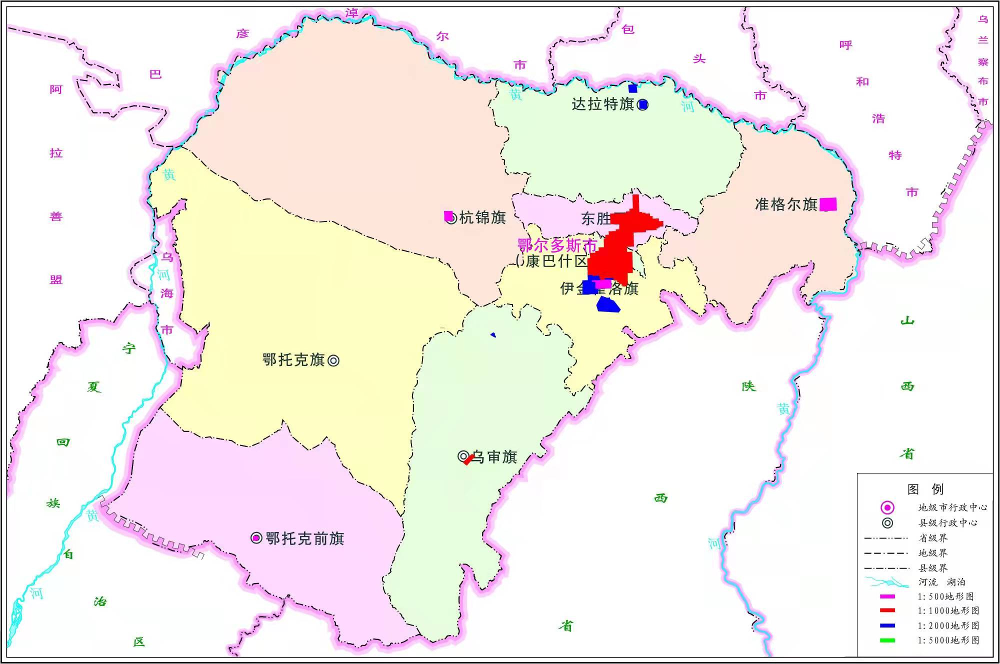 巴彦淖尔市
包头市
呼和浩特市
乌兰察布市
阿拉善盟
乌海市
宁夏回族自治区
陕西省
山西省
黄河
黄河
黄河
黄河
达拉特旗
准格尔旗
杭锦旗
东胜
鄂尔多斯市
康巴什区
伊金霍洛旗
鄂托克旗
乌审旗
鄂托克前旗
图 例
地级市行政中心
县级行政中心
省级界
地级界
县级界
河流 湖泊
1:500地形图
1:1000地形图
1:2000地形图
1:5000地形图